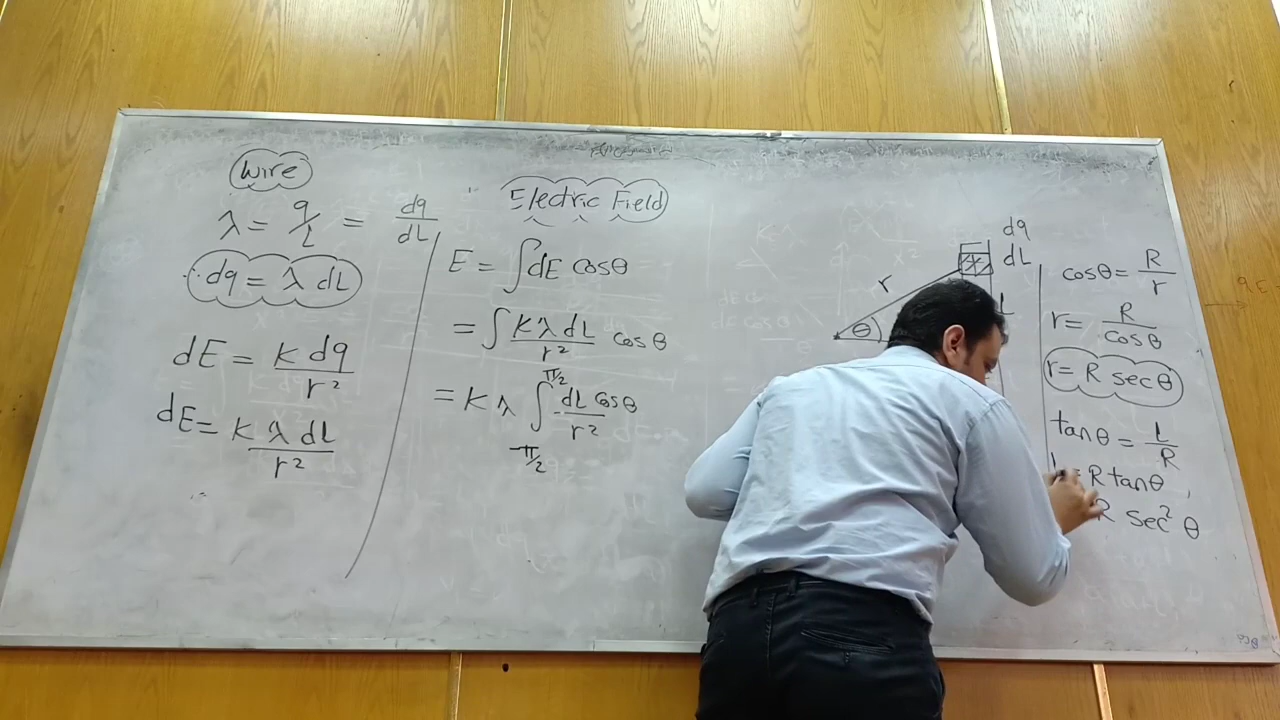 Wire
λ = q/L = dq/dL
∴ dq = λ dL
dE = K dq / r²
dE = K λ dL / r²
Electric Field
E = ∫dE Cosθ
= ∫ K λ dL / r² Cosθ
= K λ ∫_{-π/2}^{π/2} dL Cosθ / r²
dq
dL
r
θ
L
cosθ = R/r
r = R/cosθ
r = R secθ
tanθ = L/R
= R tanθ
R sec² θ